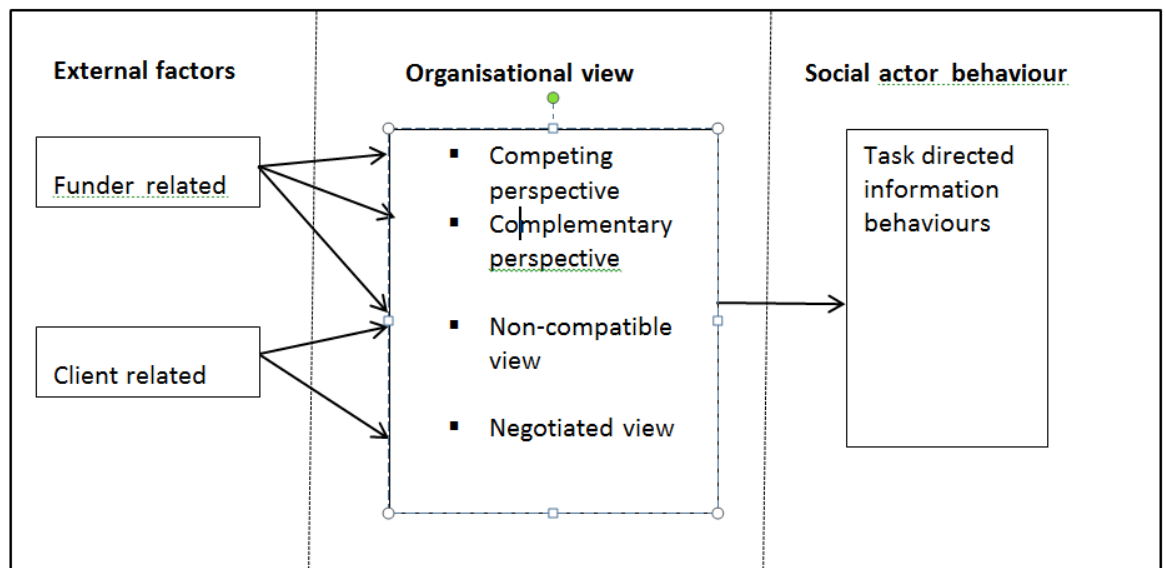 External factors
Organisational view
Social actor behaviour
Funder related
Client related
▪ Competing
perspective
▪ Complementary
perspective
▪ Non-compatible
view
▪ Negotiated view
Task directed
information
behaviours